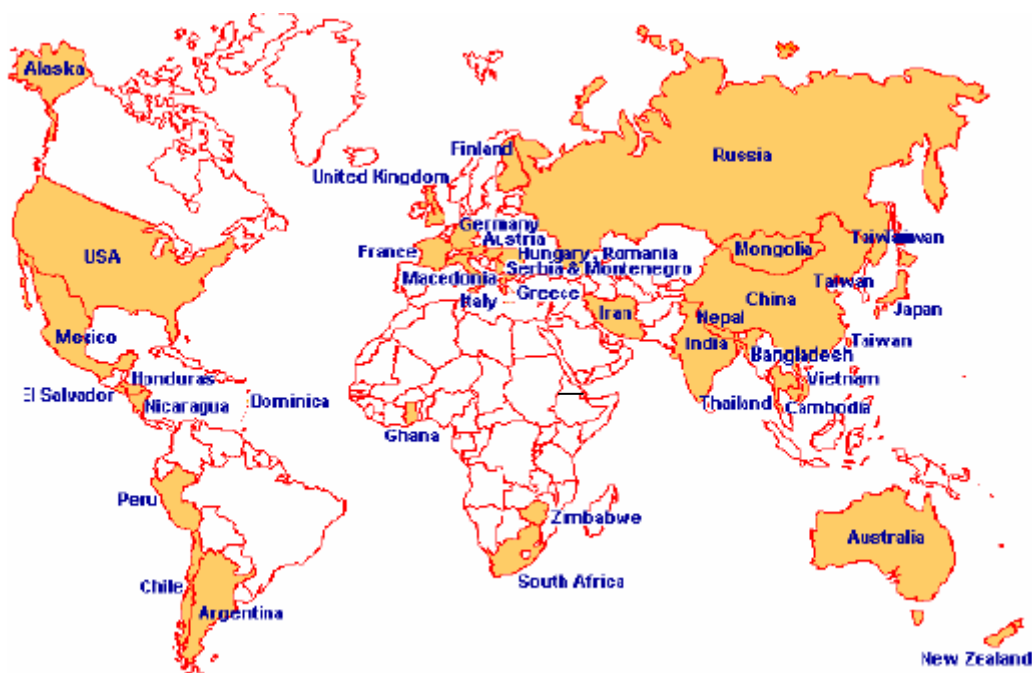 Alaska
Finland
Russia
United Kingdom
Germany
Austria
Taiwan
wan
USA
France
Hungary, Romania
Mongolia
Serbia & Montenegro
Macedonia
Taiwan
Italy
Greece
China
Iran
Nepal
Japan
Mexico
India
Taiwan
Bangladesh
Honduras
Vietnam
El Salvador
Nicaragua
Dominica
Thailand
Cambodia
Ghana
Peru
Zimbabwe
Australia
South Africa
Chile
Argentina
New Zealand